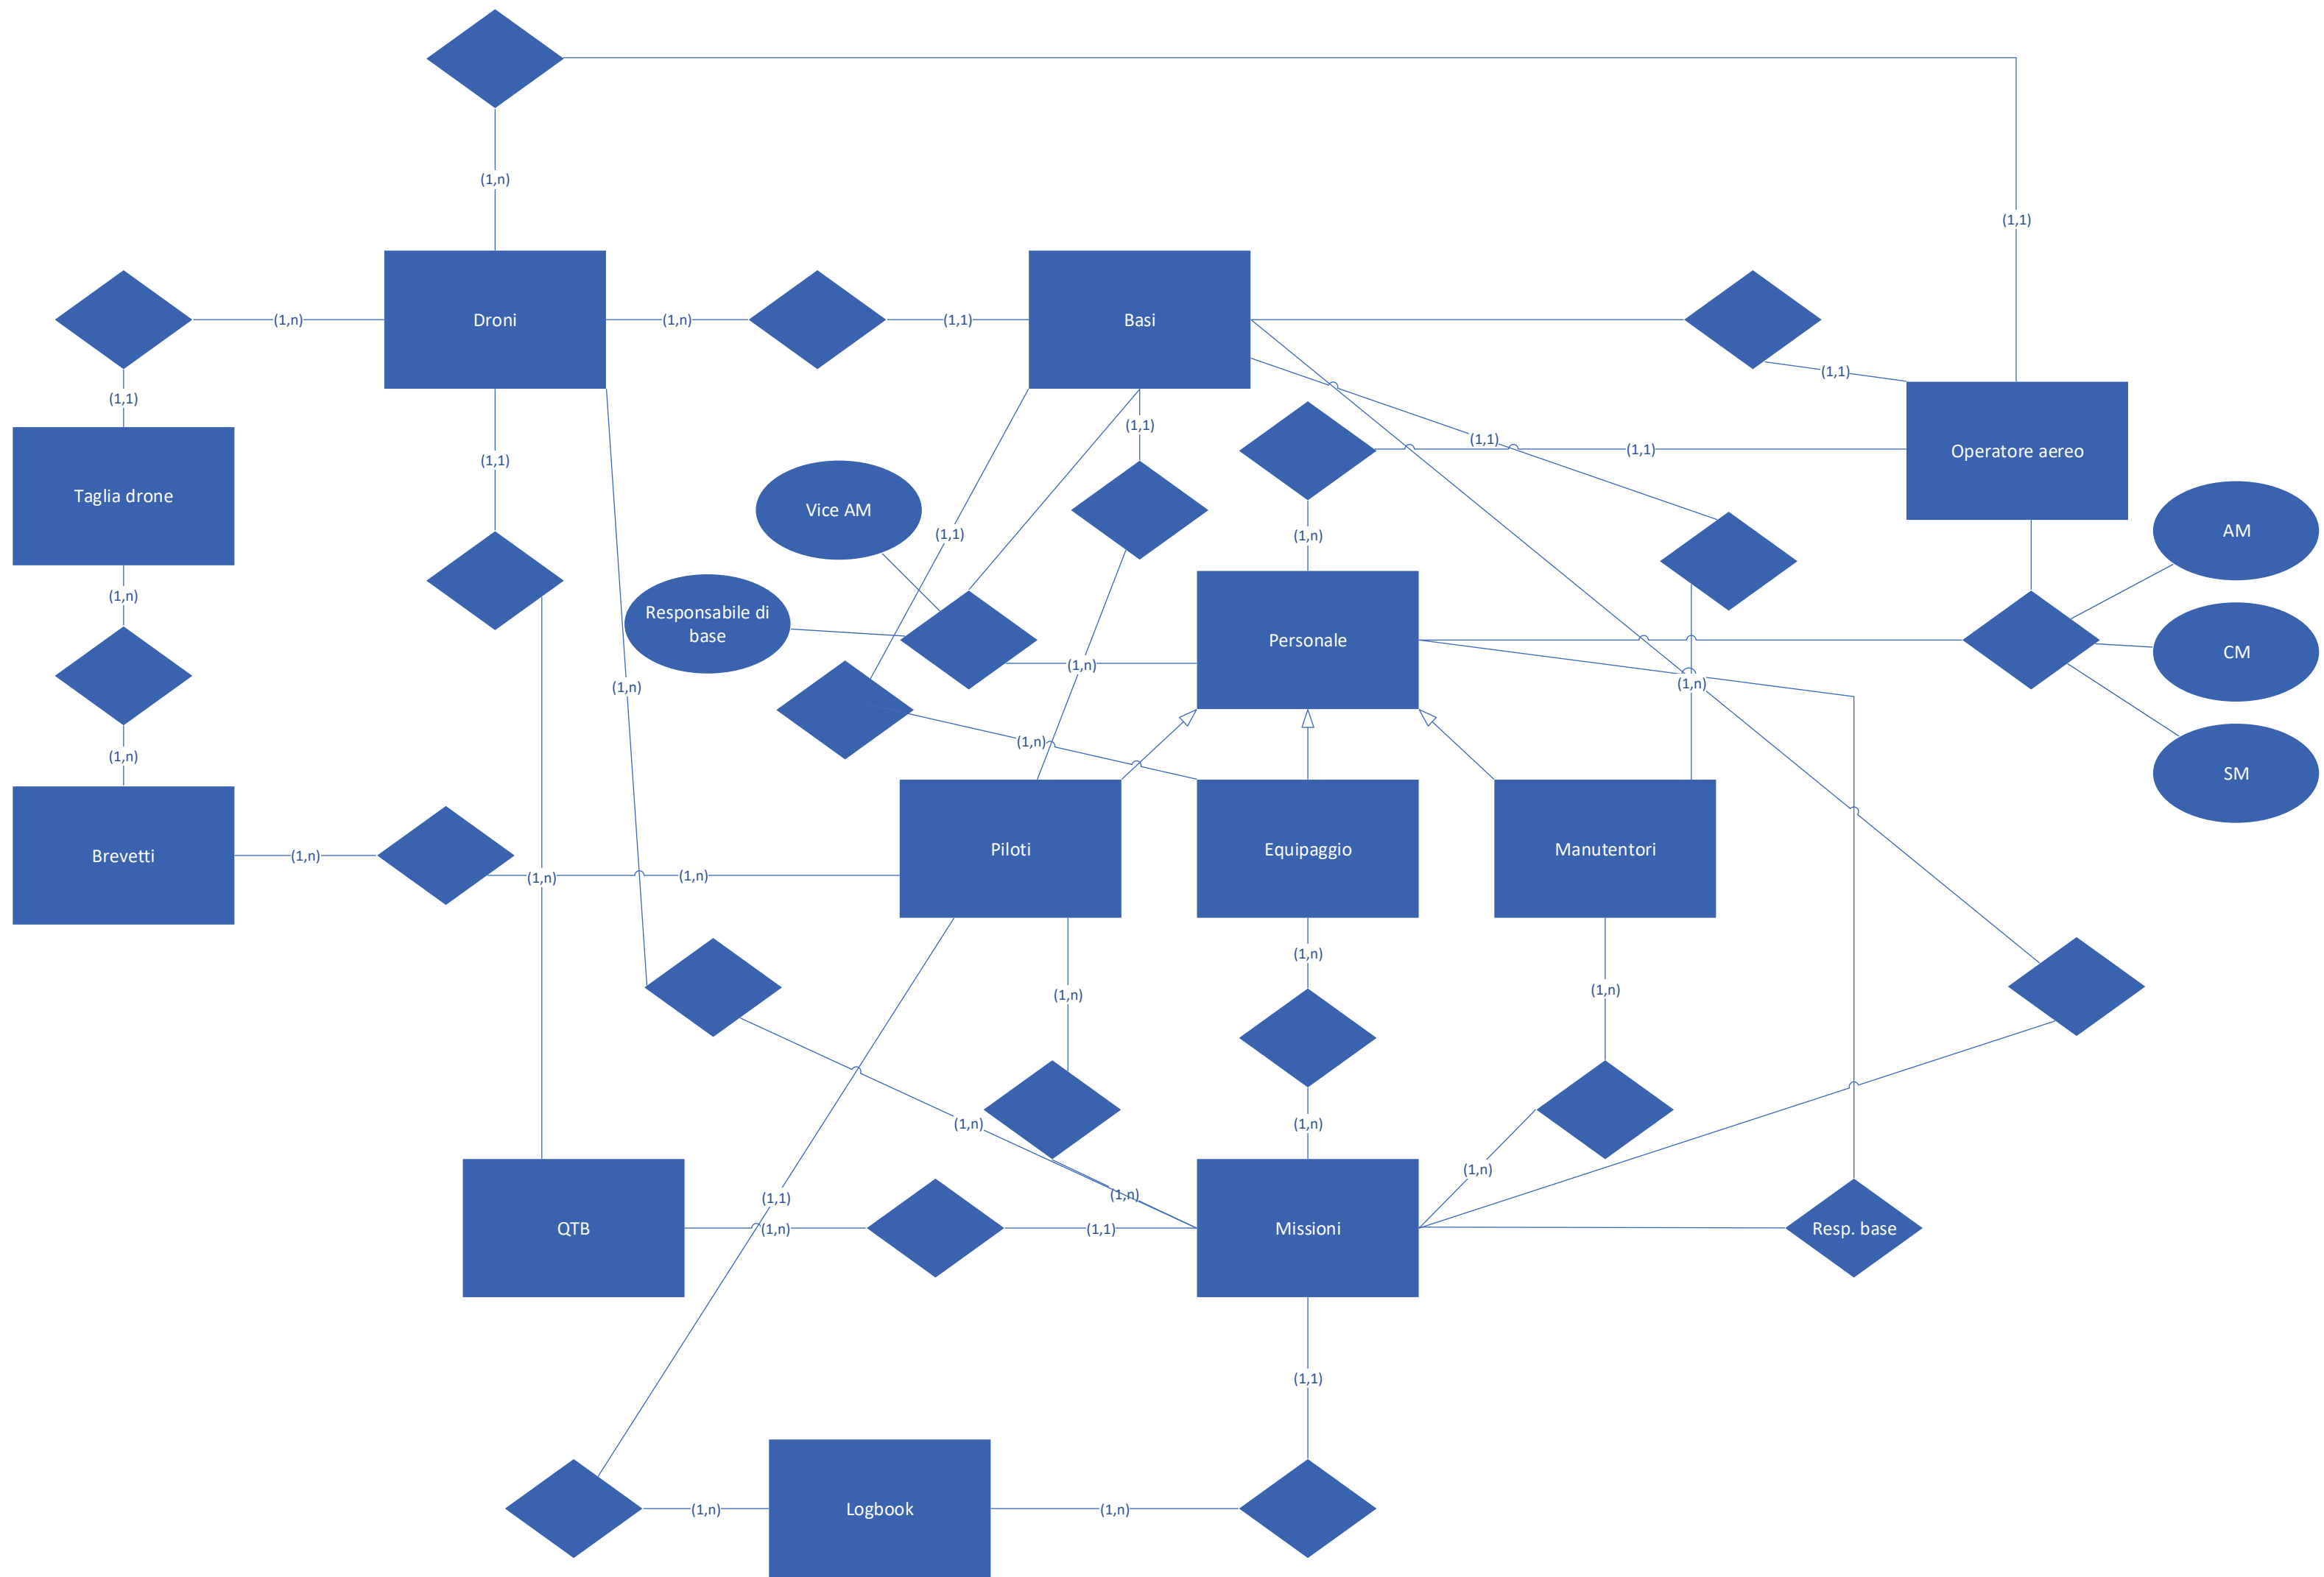 (1,n)
(1,1)
(1,n)
Droni
(1,n)
(1,1)
Basi
(1,1)
(1,1)
(1,1)
(1,1)
(1,1)
(1,1)
Operatore aereo
(1,1)
Taglia drone
Vice AM
(1,n)
(1,1)
AM
(1,n)
Responsabile di
base
Personale
(1,n)
CM
(1,n)
(1,n)
(1,n)
(1,n)
SM
Brevetti
(1,n)
(1,n)
(1,n)
Piloti
Equipaggio
Manutentori
(1,n)
(1,n)
(1,n)
(1,n)
(1,n)
(1,n)
(1,n)
(1,1)
(1,n)
QTB
(1,n)
(1,1)
Missioni
Resp. base
(1,1)
(1,n)
Logbook
(1,n)